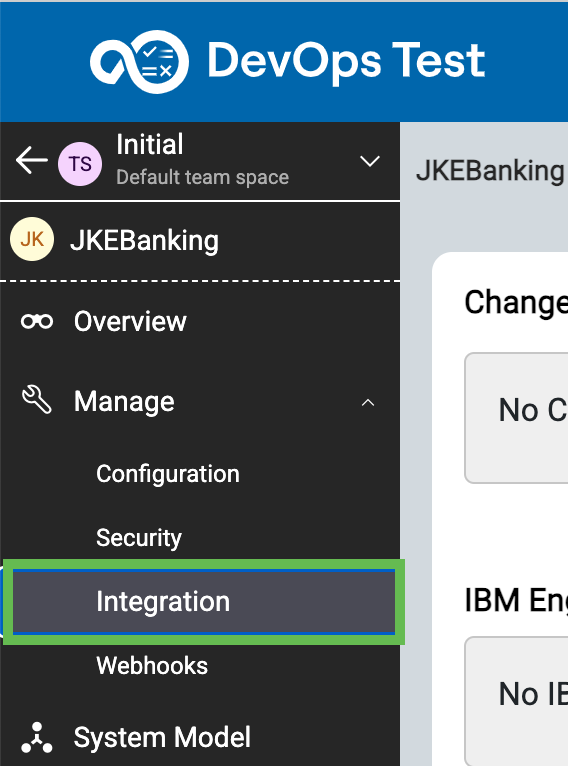 DevOps Test
TS
Initial
Default team space
JKEBanking
JK
JKEBanking
Overview
Manage
Configuration
Security
Integration
Webhooks
System Model
Change
No C
IBM Eng
No IB